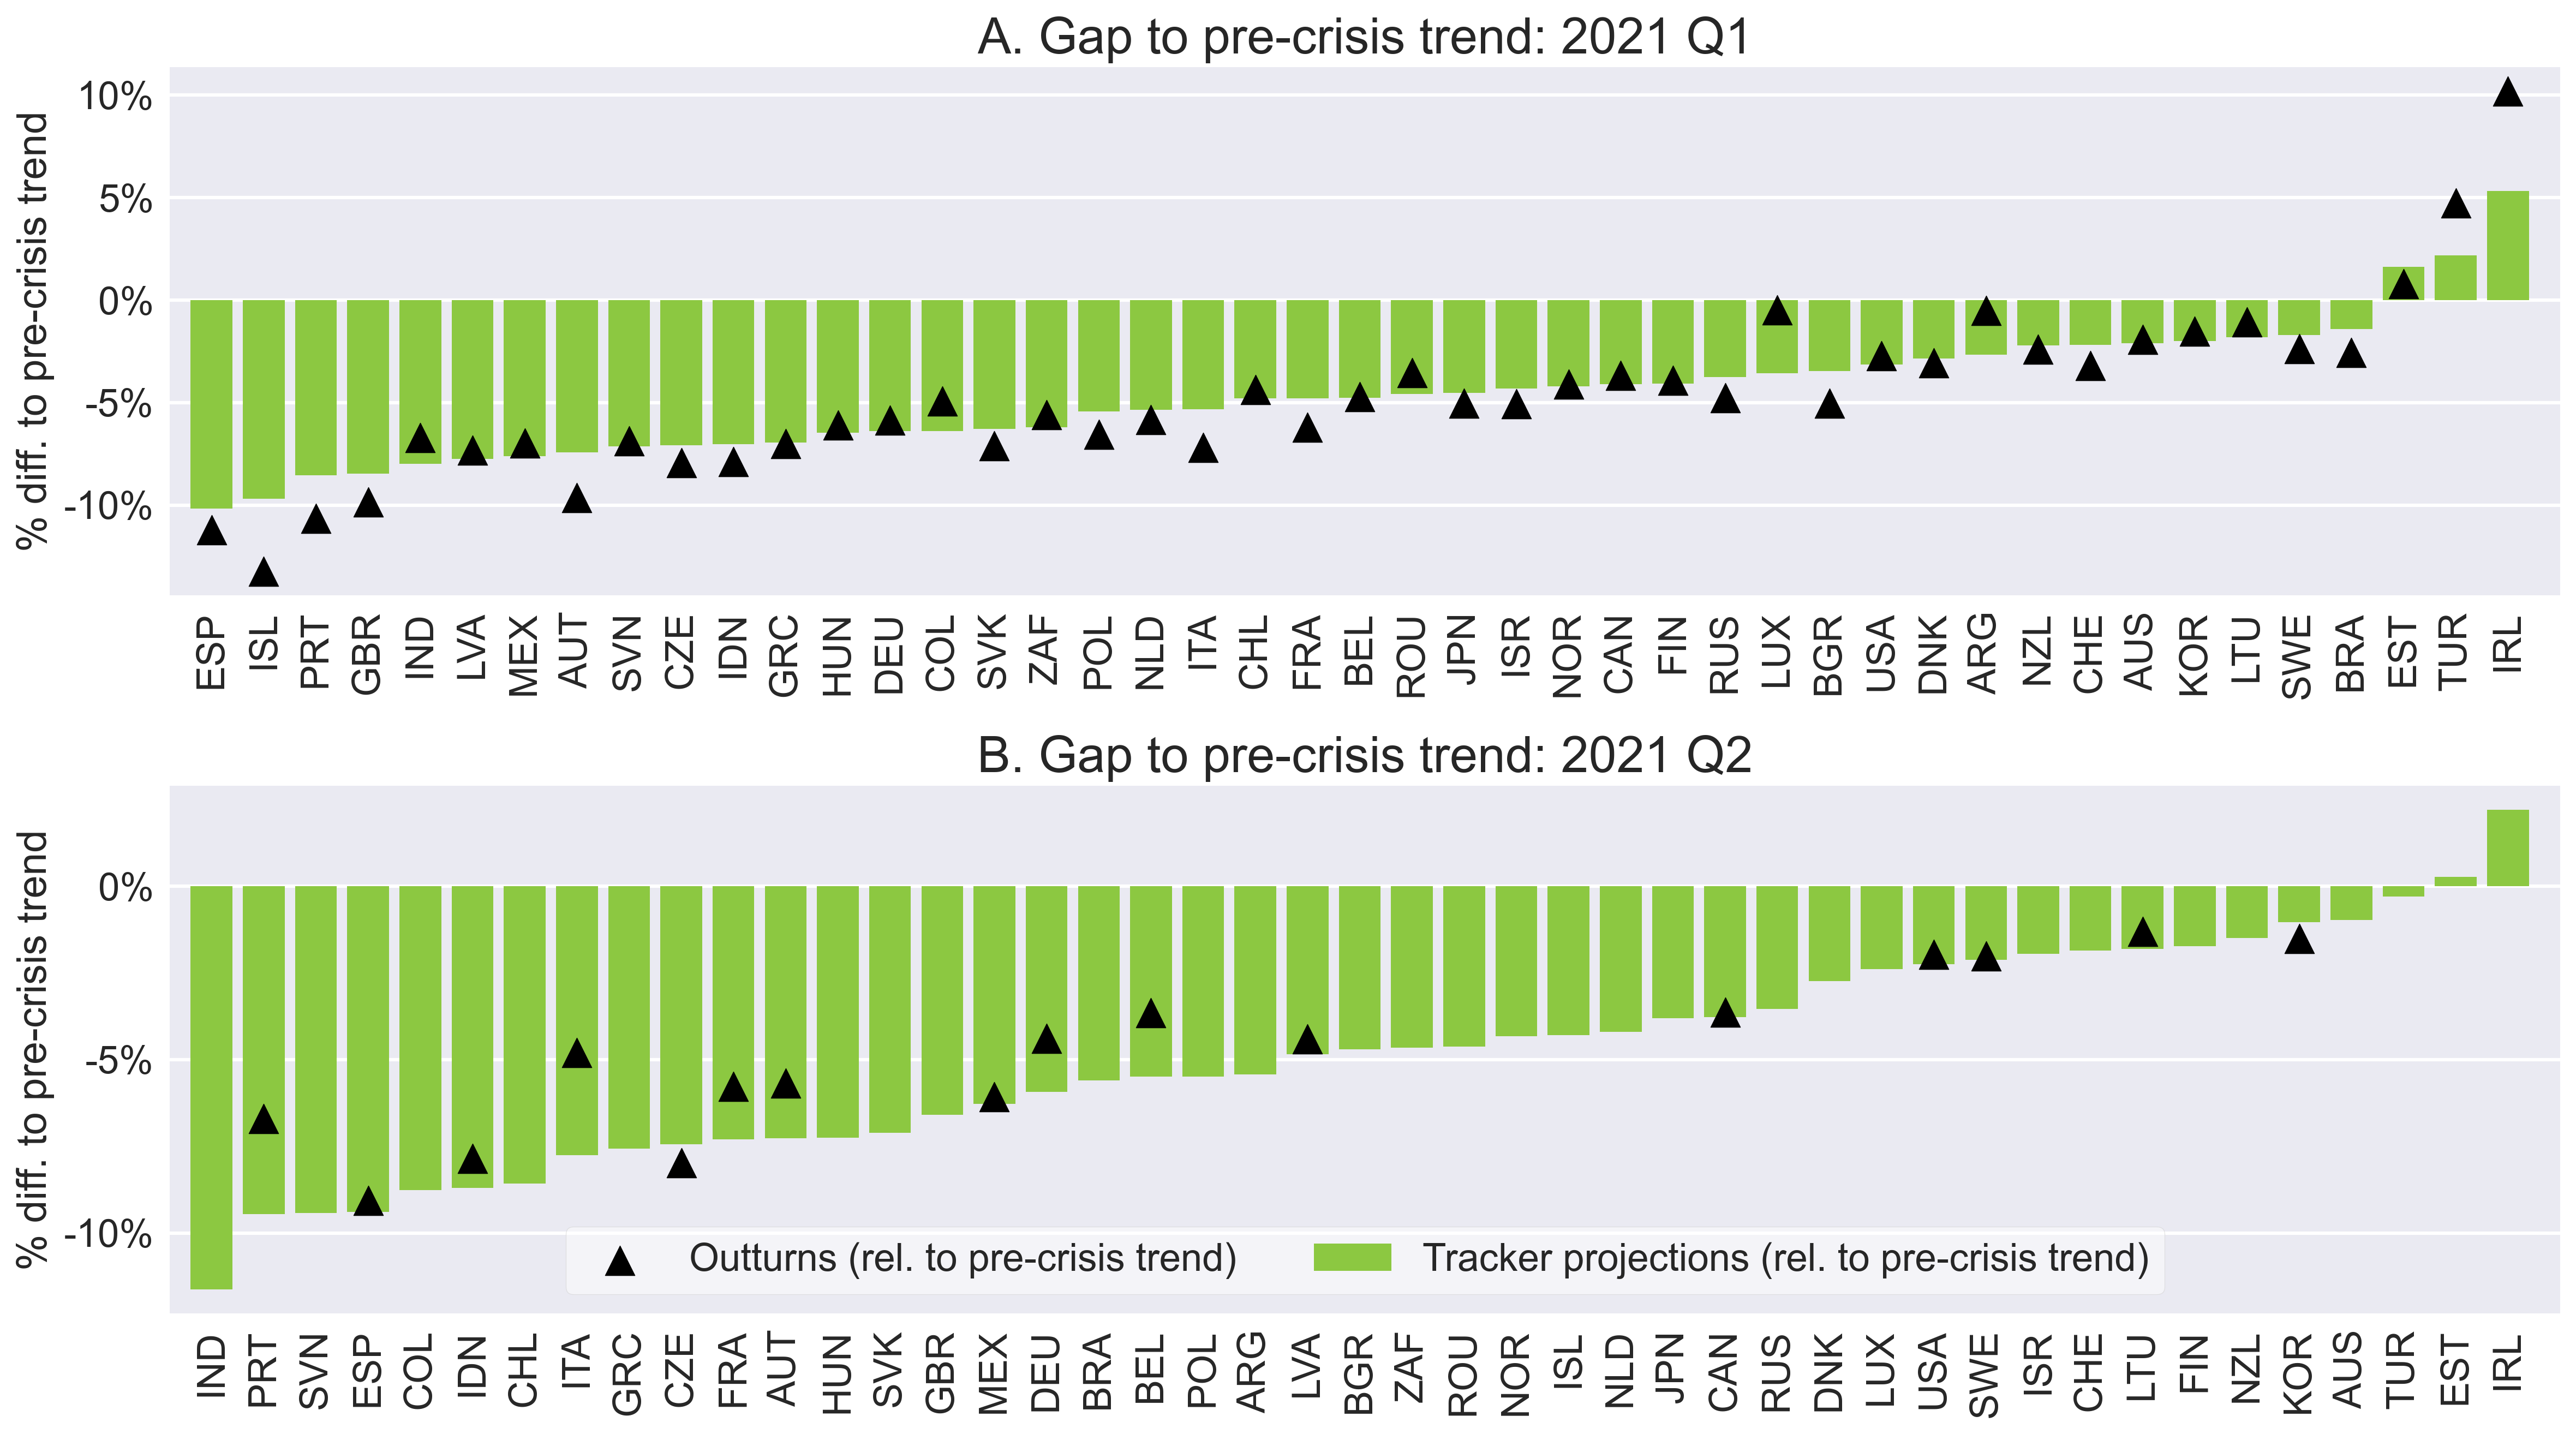 A. Gap to pre-crisis trend: 2021 Q1
% diff. to pre-crisis trend
10%
5%
0%
-5%
-10%
ESP ISL PRT GBR IND LVA MEX AUT SVN CZE IDN GRC HUN DEU COL SVK ZAF POL NLD ITA CHL FRA BEL ROU JPN ISR NOR CAN FIN RUS LUX BGR USA DNK ARG NZL CHE AUS KOR LTU SWE BRA EST TUR IRL
B. Gap to pre-crisis trend: 2021 Q2
% diff. to pre-crisis trend
0%
-5%
-10%
Outturns (rel. to pre-crisis trend) Tracker projections (rel. to pre-crisis trend)
IND PRT SVN ESP COL IDN CHL ITA GRC CZE FRA AUT HUN SVK GBR MEX DEU BRA BEL POL ARG LVA BGR ZAF ROU NOR ISL NLD JPN CAN RUS DNK LUX USA SWE ISR CHE LTU FIN NZL KOR AUS TUR EST IRL